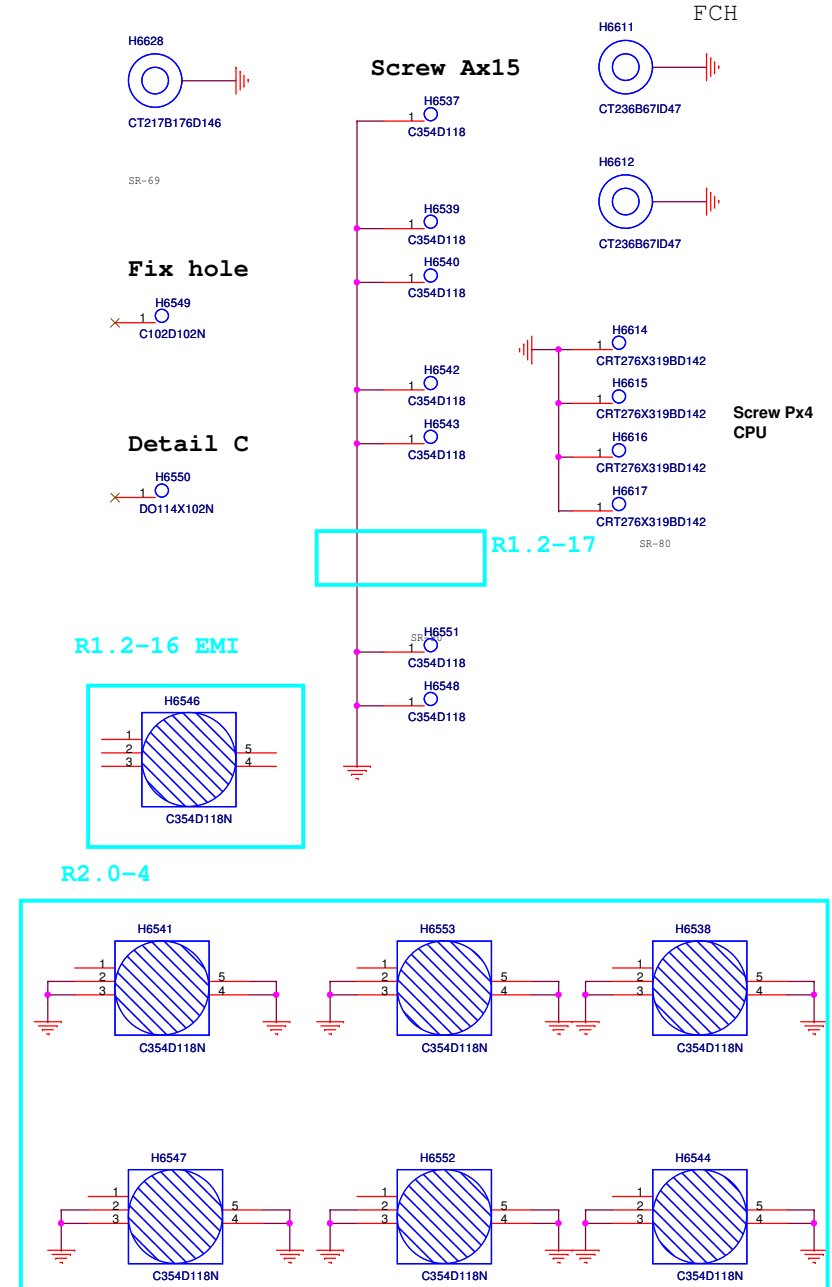 FCH
H6628
CT217B176D146
SR-69
Screw Ax15
H6611
CT236B67ID47
H6612
CT236B67ID47
H6537
1
C354D118
H6539
1
C354D118
H6540
1
C354D118
H6542
1
C354D118
H6543
1
C354D118
Fix hole
H6549
1
C102D102N
Detail C
H6550
1
DO114X102N
H6614
1
CRT276X319BD142
H6615
1
CRT276X319BD142
H6616
1
CRT276X319BD142
H6617
1
CRT276X319BD142
SR-80
Screw Px4
CPU
R1.2-17
H6551
1
C354D118
H6548
1
C354D118
R1.2-16 EMI
H6546
1
2
3
5
4
C354D118N
R2.0-4
H6541
1
2
3
5
4
C354D118N
H6553
1
2
3
5
4
C354D118N
H6538
1
2
3
5
4
C354D118N
H6547
1
2
3
5
4
C354D118N
H6552
1
2
3
5
4
C354D118N
H6544
1
2
3
5
4
C354D118N